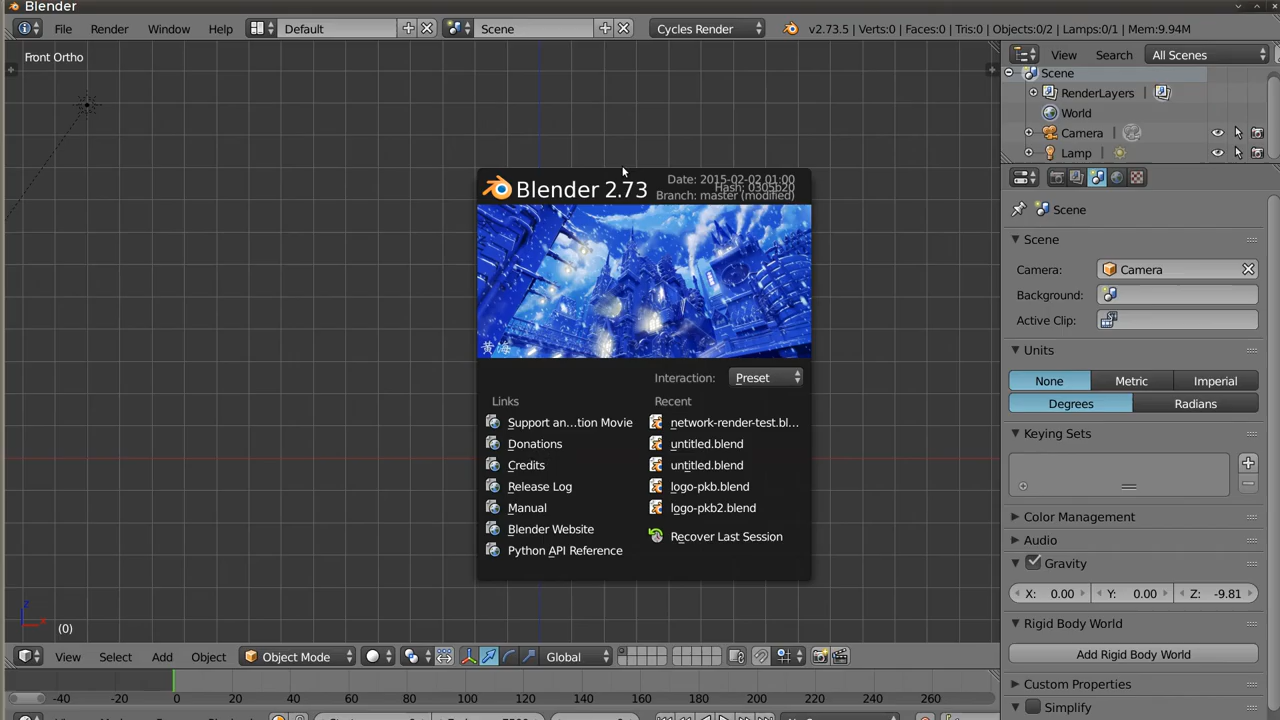 Blender
File Render Window Help Default Scene Cycles Render v2.73.5 | Verts:0 | Faces:0 | Tris:0 | Objects:0/2 | Lamps:0/1 | Mem:9.94M
Front Ortho
View Search All Scenes
Scene
RenderLayers
World
Camera
Lamp
Blender 2.73
Date: 2015-02-02 01:00
Hash: 0305b20
Branch: master (modified)
黄海
Interaction: Preset
Links Recent
Support an...tion Movie network-render-test.bl...
Donations untitled.blend
Credits untitled.blend
Release Log logo-pkb.blend
Manual logo-pkb2.blend
Blender Website Recover Last Session
Python API Reference
Scene
Scene
Camera: Camera
Background:
Active Clip:
Units
None Metric Imperial
Degrees Radians
Keying Sets
Color Management
Audio
Gravity
X: 0.00 Y: 0.00 Z: -9.81
Rigid Body World
Add Rigid Body World
Custom Properties
Simplify
z
x
(0)
View Select Add Object Object Mode Global
-40 -20 0 20 40 60 80 100 120 140 160 180 200 220 240 260